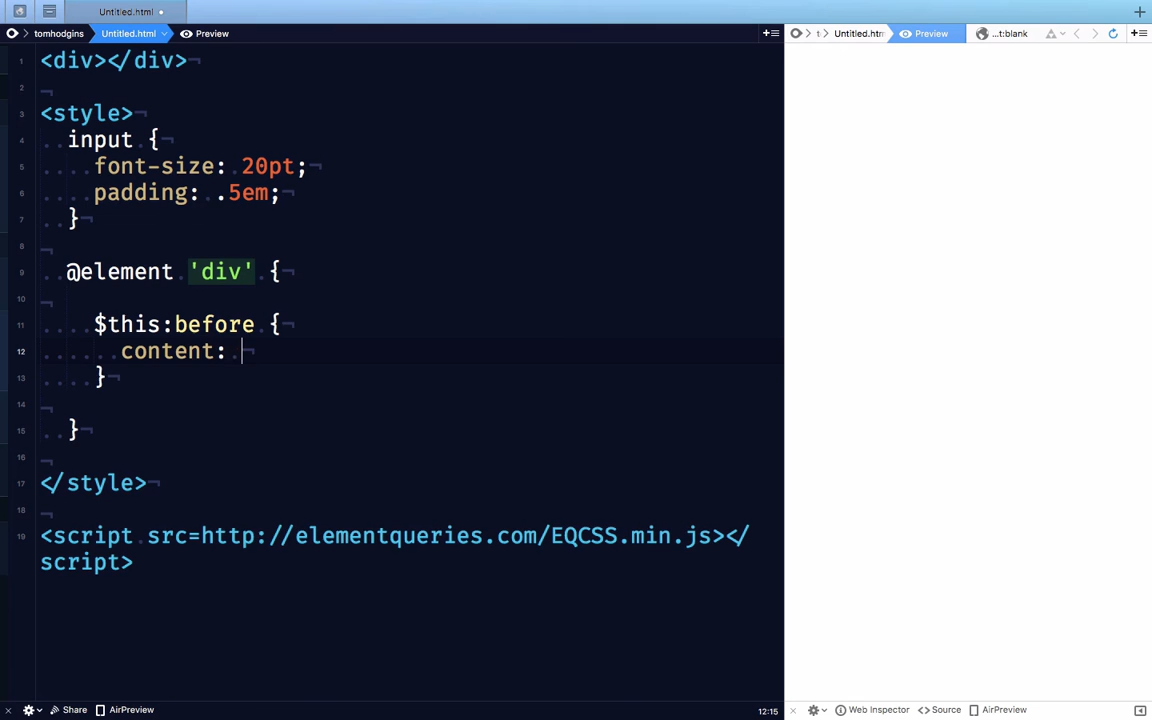 Untitled.html
tomhodgins Untitled.html Preview
t Untitled.htm Preview ...t:blank
1 <div></div>
2
3 <style>
4 input {
5 font-size: 20pt;
6 padding: .5em;
7 }
8
9 @element 'div' {
10
11 $this:before {
12 content:
13 }
14
15 }
16
17 </style>
18
19 <script src=http://elementqueries.com/EQCSS.min.js></
script>
Share AirPreview 12:15
Web Inspector Source AirPreview